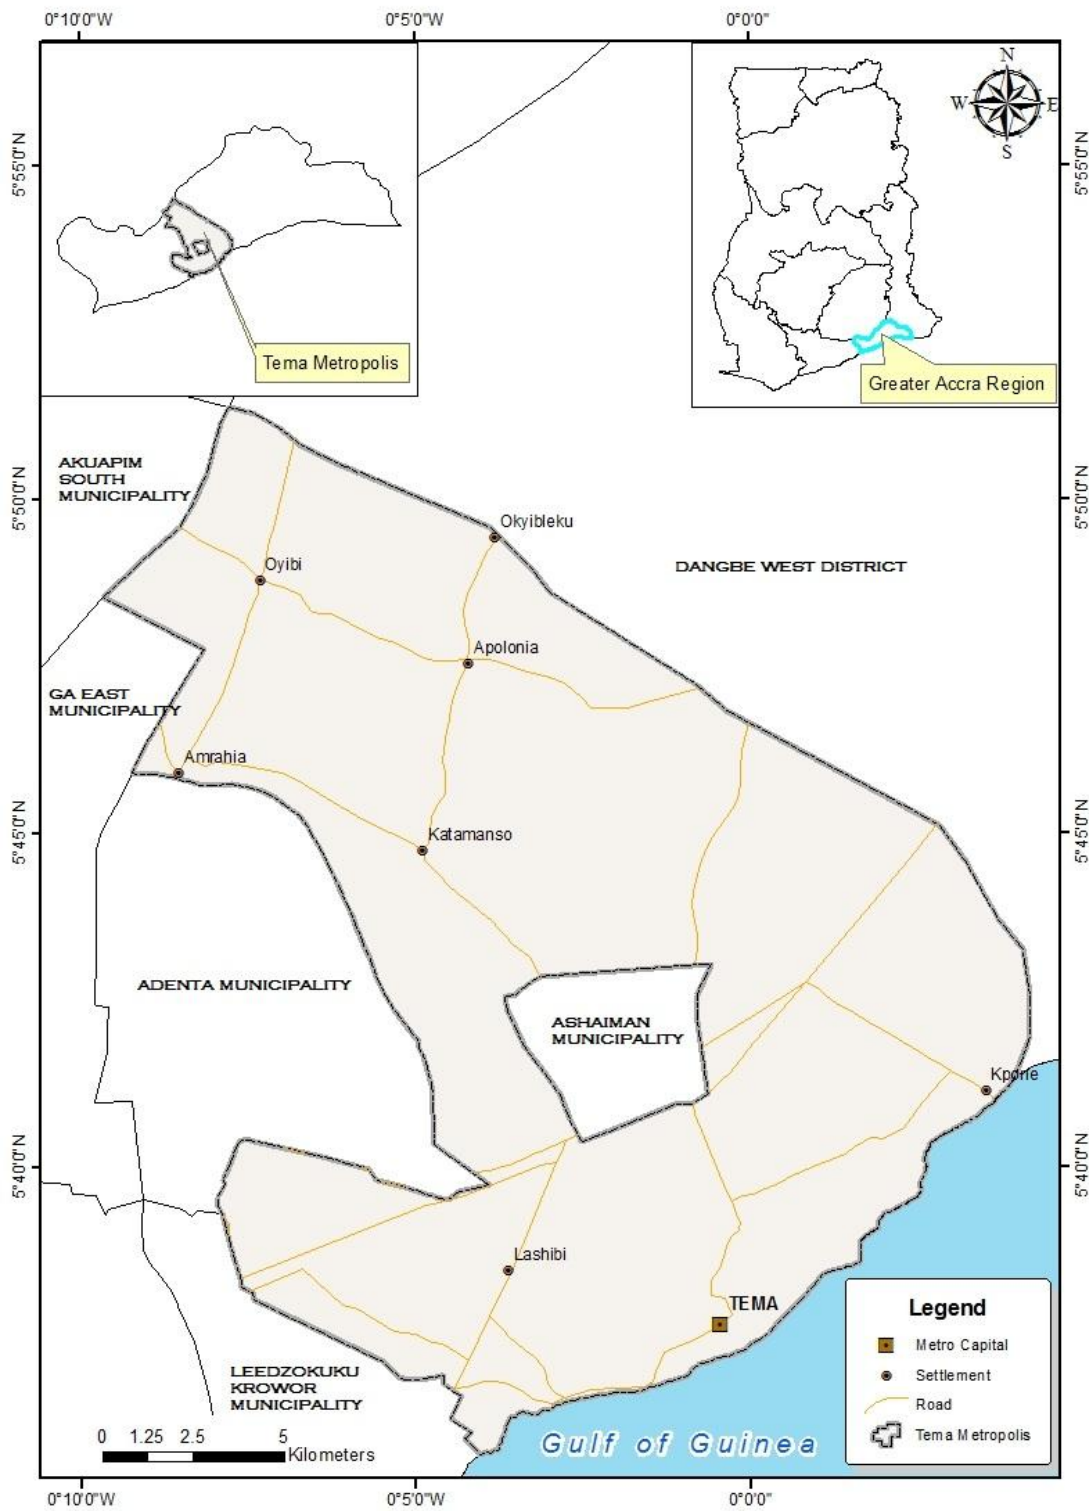 0°10'0"W 0°5'0"W 0°0'0"
N
W E
S
5°55'0"N 5°55'0"N
Tema Metropolis
Greater Accra Region
AKUAPIM
SOUTH
MUNICIPALITY
5°50'0"N 5°50'0"N
Okyibleku
Oyibi
DANGBE WEST DISTRICT
Apolonia
GA EAST
MUNICIPALITY
Amrahia
Katamanso
5°45'0"N 5°45'0"N
ADENTA MUNICIPALITY
ASHAIMAN
MUNICIPALITY
Kpone
5°40'0"N 5°40'0"N
Lashibi
TEMA
LEEDZOKUKU
KROWOR
MUNICIPALITY
Legend
Metro Capital
Settlement
Road
Tema Metropolis
0 1.25 2.5 5
Kilometers
Gulf of Guinea
0°10'0"W 0°5'0"W 0°0'0"